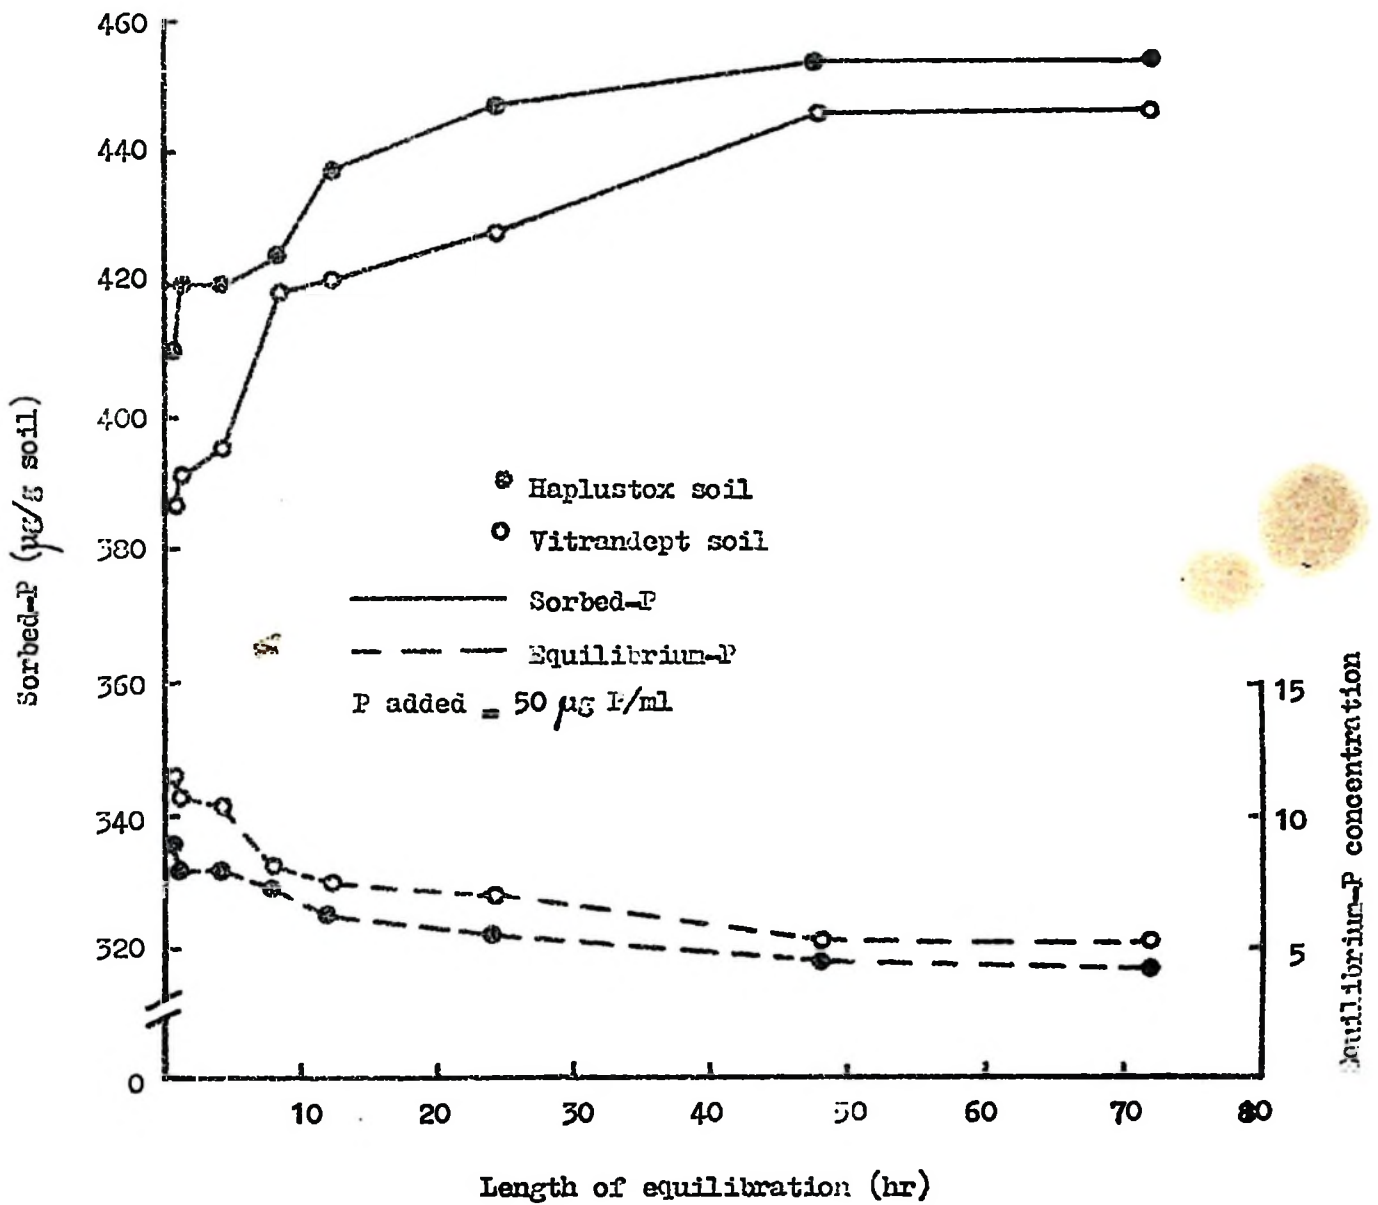 460
440
420
400
380
360
340
320
0
Sorbed-P (µg/g soil)
Haplustox soil
Vitrandept soil
Sorbed-P
Equilibrium-P
P added = 50 µg P/ml
15
10
5
Equilibrium-P concentration
10 20 30 40 50 60 70 80
Length of equilibration (hr)